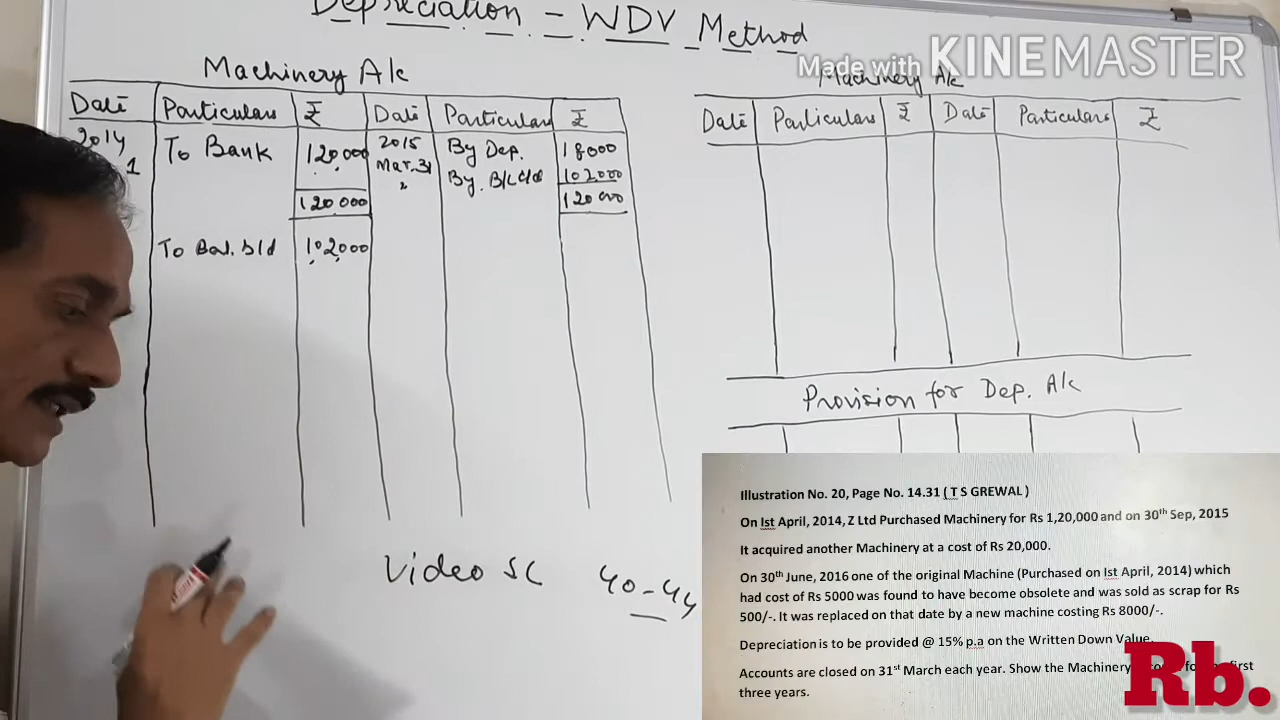 Depreciation - WDV Method
Made with KINEMASTER
Machinery A/c
Date Particulars ₹ Date Particulars ₹
2014 To Bank 120000 2015 By Dep. 18000
1 Mar.31 By. B/L c/d 102000
120000 120000
To Bal. b/d 102000
Machinery A/c
Date Particulars ₹ Date Particulars ₹
Provision for Dep. A/c
Video SL 40-44
Illustration No. 20, Page No. 14.31 ( T S GREWAL )
On Ist April, 2014, Z Ltd Purchased Machinery for Rs 1,20,000 and on 30th Sep, 2015
It acquired another Machinery at a cost of Rs 20,000.
On 30th June, 2016 one of the original Machine (Purchased on Ist April, 2014) which
had cost of Rs 5000 was found to have become obsolete and was sold as scrap for Rs
500/-. It was replaced on that date by a new machine costing Rs 8000/-.
Depreciation is to be provided @ 15% p.a on the Written Down Value.
Accounts are closed on 31st March each year. Show the Machinery first
three years.
Rb.